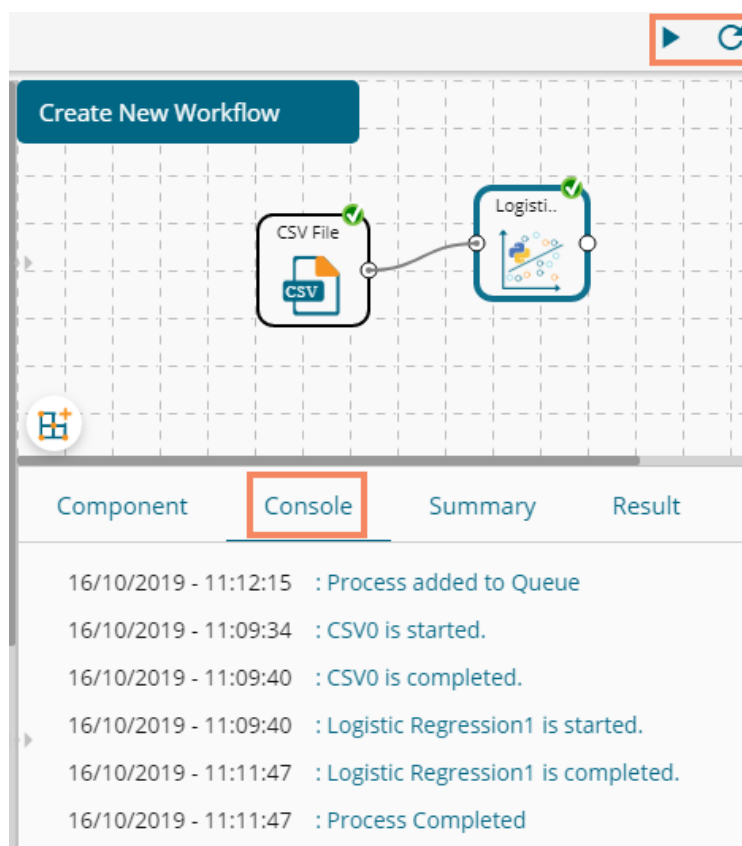 Create New Workflow
Logisti..
CSV File
CSV
Component Console Summary Result
16/10/2019 - 11:12:15 : Process added to Queue
16/10/2019 - 11:09:34 : CSV0 is started.
16/10/2019 - 11:09:40 : CSV0 is completed.
16/10/2019 - 11:09:40 : Logistic Regression1 is started.
16/10/2019 - 11:11:47 : Logistic Regression1 is completed.
16/10/2019 - 11:11:47 : Process Completed